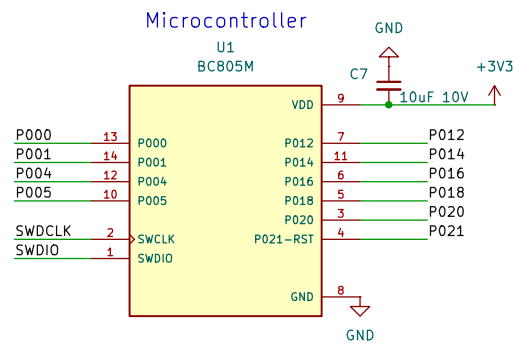 Microcontroller
U1
BC805M
GND
C7
10uF 10V
+3V3
VDD 9
P000 13 P000
P001 14 P001
P004 12 P004
P005 10 P005
SWDCLK 2 SWCLK
SWDIO 1 SWDIO
P012 7 P012
P014 11 P014
P016 6 P016
P018 5 P018
P020 3 P020
P021-RST 4 P021
GND 8
GND